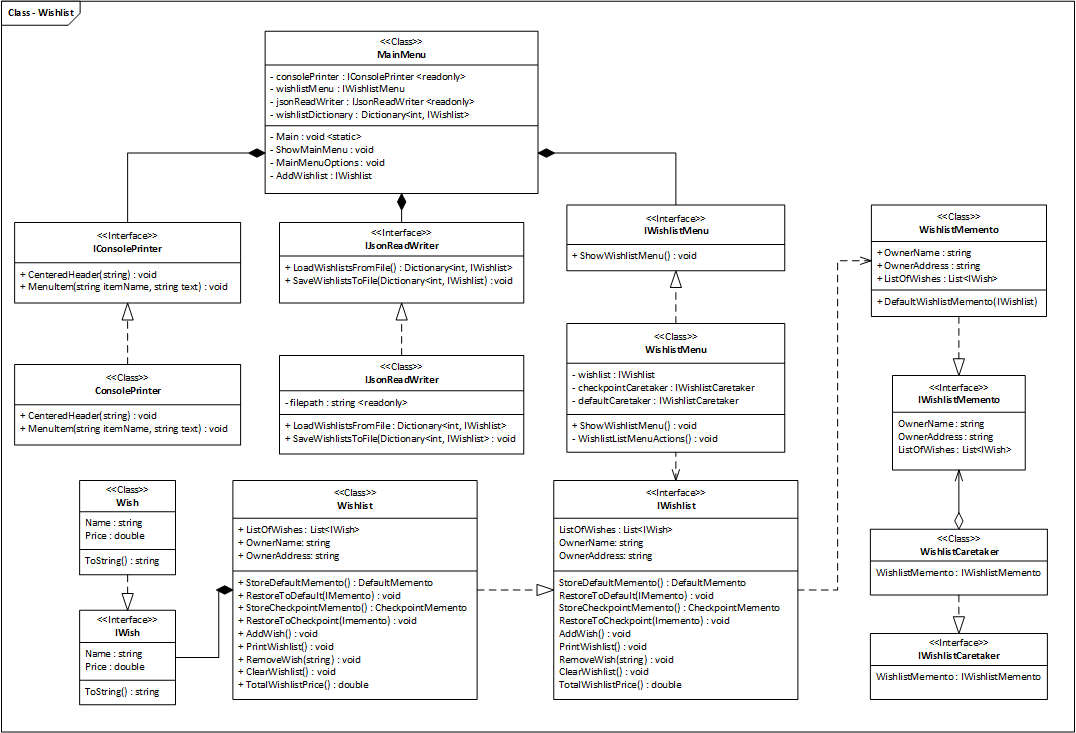 Class - Wishlist
<<Class>>
MainMenu
- consolePrinter : IConsolePrinter <readonly>
- wishlistMenu : IWishlistMenu
- jsonReadWriter : IJsonReadWriter <readonly>
- wishlistDictionary : Dictionary<int, IWishlist>
- Main : void <static>
- ShowMainMenu : void
- MainMenuOptions : void
- AddWishlist : IWishlist
<<Interface>>
IConsolePrinter
+ CenteredHeader(string) : void
+ MenuItem(string itemName, string text) : void
<<Interface>>
IJsonReadWriter
+ LoadWishlistsFromFile() : Dictionary<int, IWishlist>
+ SaveWishlistsToFile(Dictionary<int, IWishlist) : void
<<Interface>>
IWishlistMenu
+ ShowWishlistMenu() : void
<<Class>>
WishlistMemento
+ OwnerName : string
+ OwnerAddress : string
+ ListOfWishes : List<IWish>
+ DefaultWishlistMemento(IWishlist)
<<Class>>
ConsolePrinter
+ CenteredHeader(string) : void
+ MenuItem(string itemName, string text) : void
<<Class>>
IJsonReadWriter
- filepath : string <readonly>
+ LoadWishlistsFromFile : Dictionary<int, IWishlist>
+ SaveWishlistsToFile(Dictionary<int, IWishlist> : void
<<Class>>
WishlistMenu
- wishlist : IWishlist
- checkpointCaretaker : IWishlistCaretaker
- defaultCaretaker : IWishlistCaretaker
+ ShowWishlistMenu() : void
- WishlistListMenuActions() : void
<<Interface>>
IWishlistMemento
OwnerName : string
OwnerAddress : string
ListOfWishes : List<IWish>
<<Class>>
Wish
Name : string
Price : double
ToString() : string
<<Interface>>
IWish
Name : string
Price : double
ToString() : string
<<Class>>
Wishlist
+ ListOfWishes : List<IWish>
+ OwnerName: string
+ OwnerAddress: string
+ StoreDefaultMemento() : DefaultMemento
+ RestoreToDefault(IMemento) : void
+ StoreCheckpointMemento() : CheckpointMemento
+ RestoreToCheckpoint(Imemento) : void
+ AddWish() : void
+ PrintWishlist() : void
+ RemoveWish(string) : void
+ ClearWishlist() : void
+ TotalWishlistPrice() : double
<<Interface>>
IWishlist
ListOfWishes : List<IWish>
OwnerName: string
OwnerAddress: string
StoreDefaultMemento() : DefaultMemento
RestoreToDefault(IMemento) : void
StoreCheckpointMemento() : CheckpointMemento
RestoreToCheckpoint(Imemento) : void
AddWish() : void
PrintWishlist() : void
RemoveWish(string) : void
ClearWishlist() : void
TotalWishlistPrice() : double
<<Class>>
WishlistCaretaker
WishlistMemento : IWishlistMemento
<<Interface>>
IWishlistCaretaker
WishlistMemento : IWishlistMemento